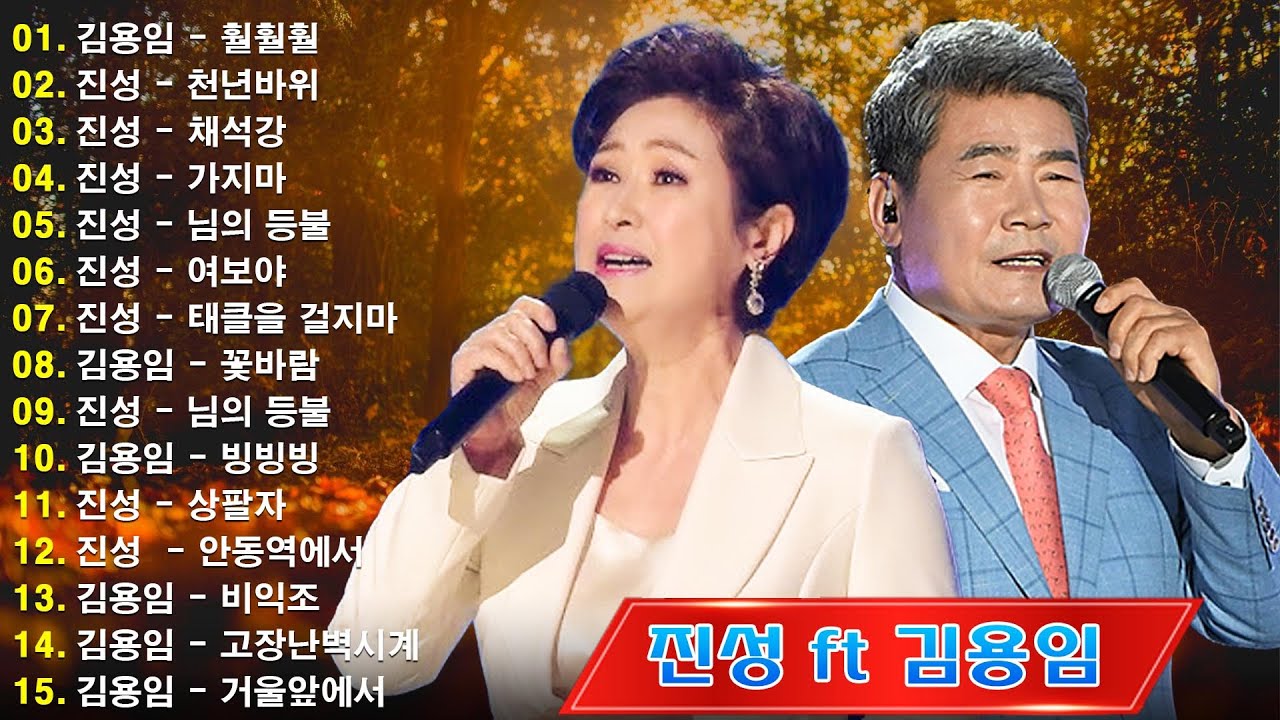 01. 김용임 - 훨훨훨
02. 진성 - 천년바위
03. 진성 - 채석강
04. 진성 - 가지마
05. 진성 - 님의 등불
06. 진성 - 여보야
07. 진성 - 태클을 걸지마
08. 김용임 - 꽃바람
09. 진성 - 님의 등불
10. 김용임 - 빙빙빙
11. 진성 - 상팔자
12. 진성 - 안동역에서
13. 김용임 - 비익조
14. 김용임 - 고장난벽시계
15. 김용임 - 거울앞에서
진성 ft 김용임